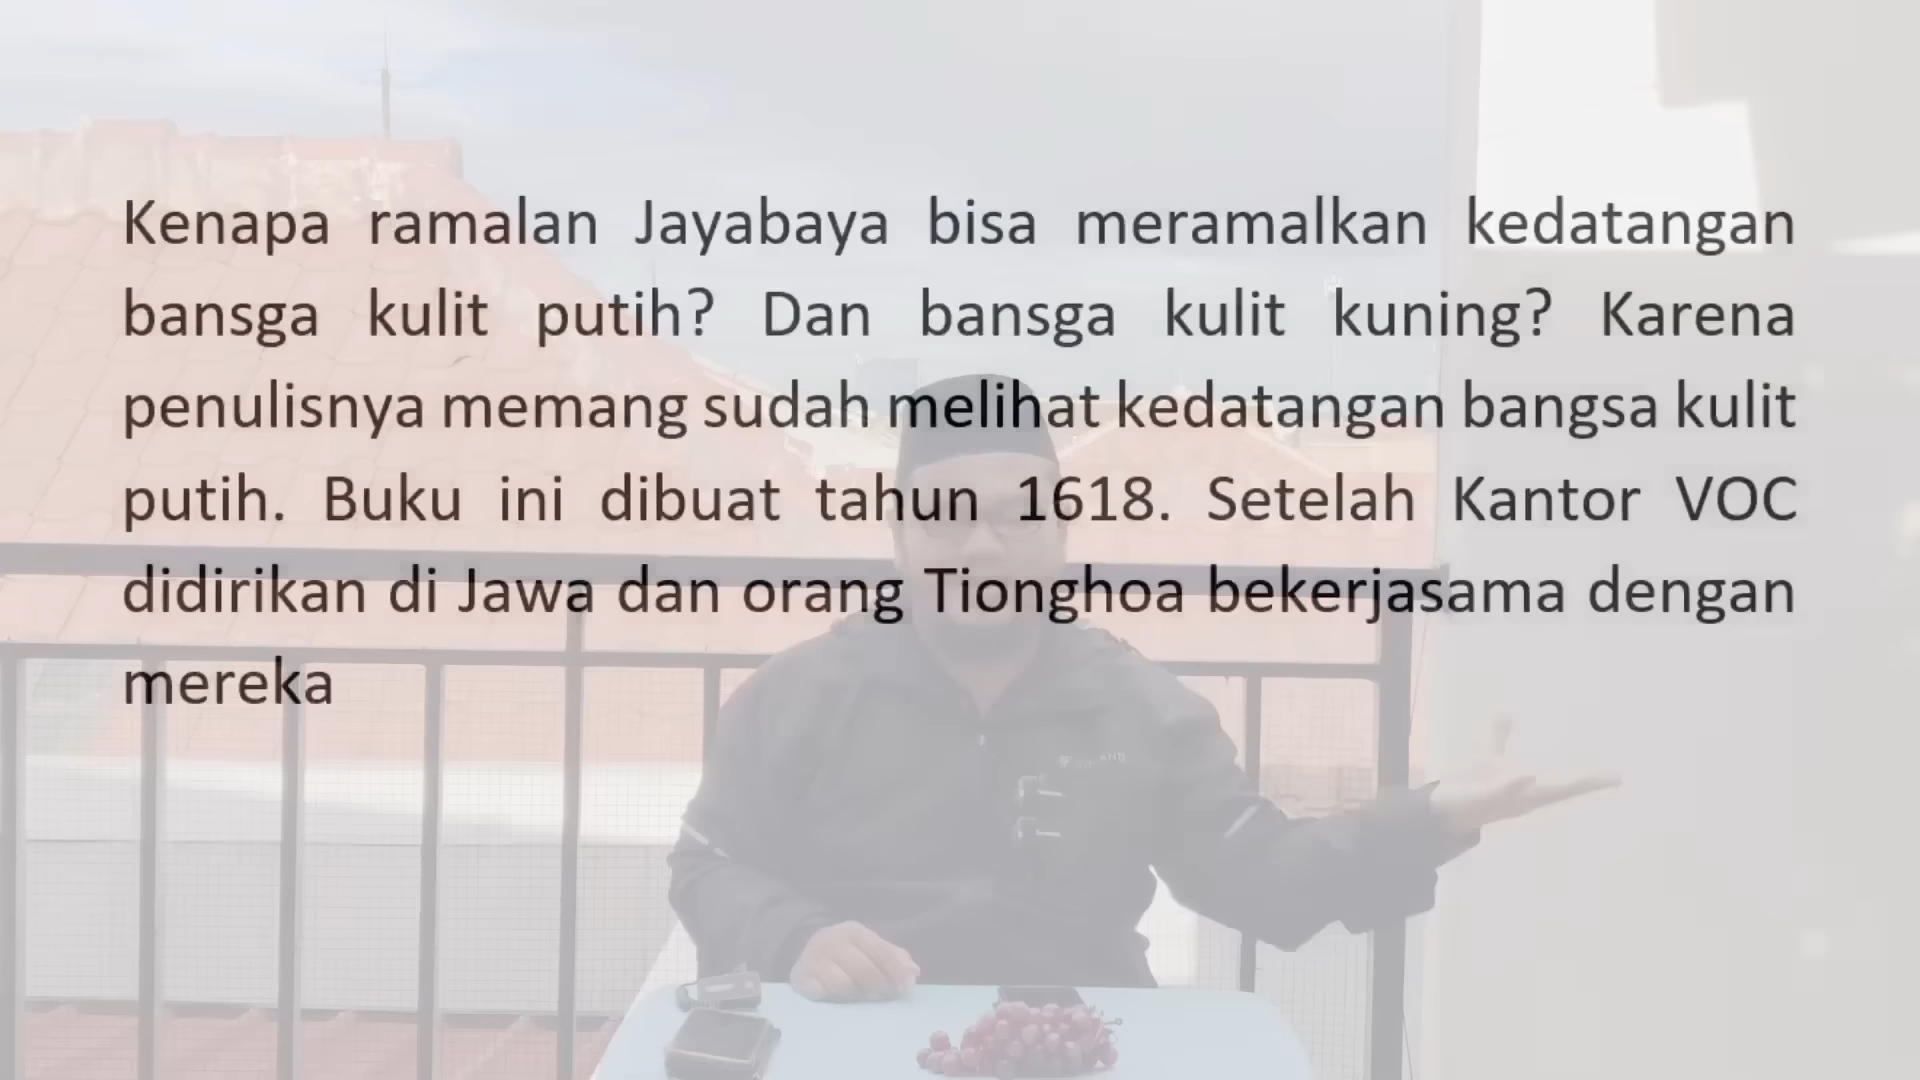 Kenapa ramalan Jayabaya bisa meramalkan kedatangan
bansga kulit putih? Dan bansga kulit kuning? Karena
penulisnya memang sudah melihat kedatangan bangsa kulit
putih. Buku ini dibuat tahun 1618. Setelah Kantor VOC
didirikan di Jawa dan orang Tionghoa bekerjasama dengan
mereka